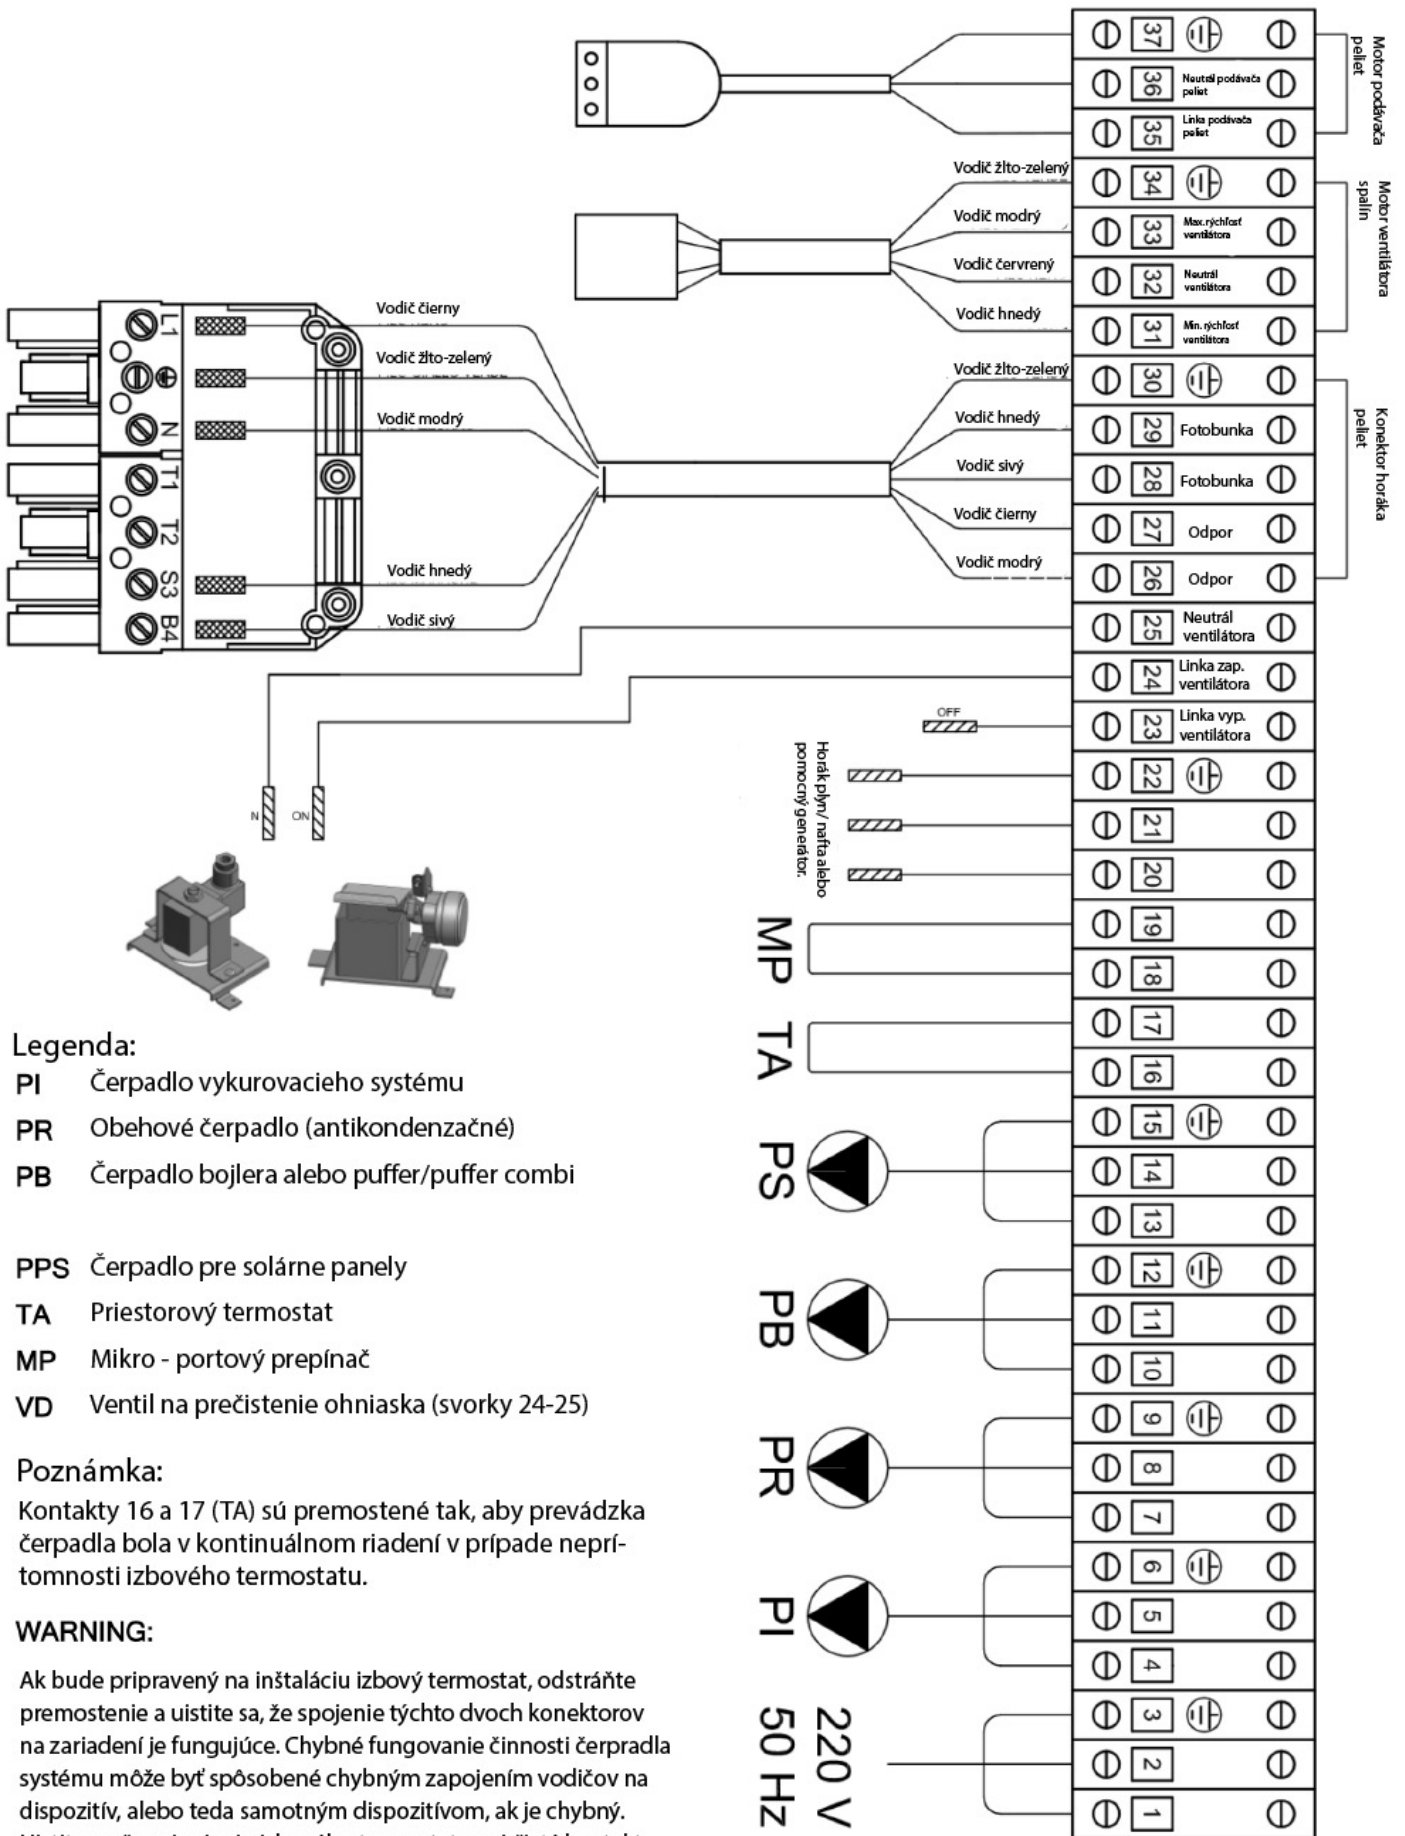 37
36 Neutrál podávača
peliet
35 Linka podávača
peliet
Motor podávača
peliet
Vodič žlto-zelený
34
Vodič modrý
33 Max. rýchľosť
ventilátora
Vodič červrený
32 Neutrál
ventilátora
Vodič hnedý
31 Min. rýchľosť
ventilátora
Motor ventilátora
spalín
Vodič žlto-zelený
30
Vodič hnedý
29 Fotobunka
Vodič sivý
28 Fotobunka
Vodič čierny
27 Odpor
Vodič modrý
26 Odpor
Konektor horáka
peliet
25 Neutrál
ventilátora
24 Linka zap.
ventilátora
OFF
23 Linka vyp.
ventilátora
22
21
20
Horák plyn/ nafta alebo
pomocný generátor.
19
18
MP
17
16
TA
15
14
13
PS
12
11
10
PB
9
8
7
PR
6
5
4
PI
3
2
1
220 V
50 Hz
L1
N
T1
T2
S3
B4
Vodič čierny
Vodič žlto-zelený
Vodič modrý
Vodič hnedý
Vodič sivý
N
ON
Legenda:
PI Čerpadlo vykurovacieho systému
PR Obehové čerpadlo (antikondenzačné)
PB Čerpadlo bojlera alebo puffer/puffer combi
PPS Čerpadlo pre solárne panely
TA Priestorový termostat
MP Mikro - portový prepínač
VD Ventil na prečistenie ohniaska (svorky 24-25)
Poznámka:
Kontakty 16 a 17 (TA) sú premostené tak, aby prevádzka
čerpadla bola v kontinuálnom riadení v prípade neprí-
tomnosti izbového termostatu.
WARNING:
Ak bude pripravený na inštaláciu izbový termostat, odstráňte
premostenie a uistite sa, že spojenie týchto dvoch konektorov
na zariadení je fungujúce. Chybné fungovanie činnosti čerpradla
systému môže byť spôsobené chybným zapojením vodičov na
dispozitív, alebo teda samotným dispozitívom, ak je chybný.